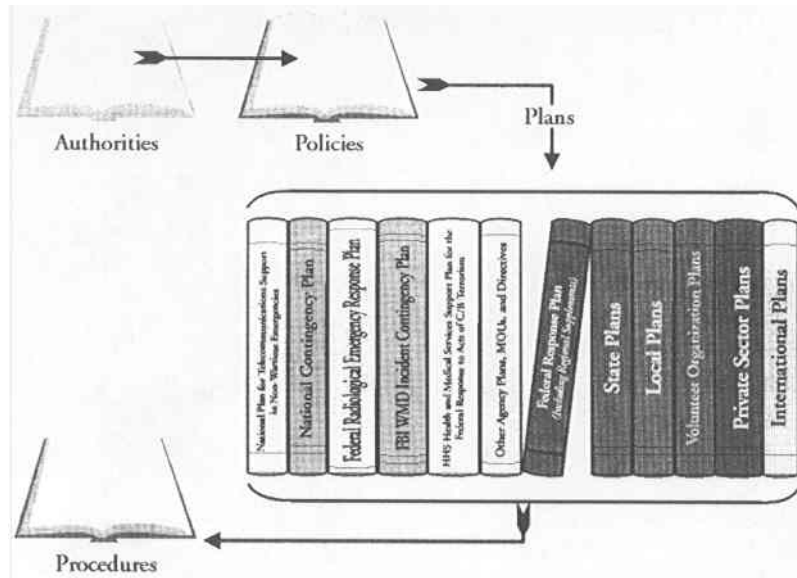 Authorities
Policies
Plans
National Plan for Telecommunications Support
in Non-Wartime Emergencies
National Contingency Plan
Federal Radiological Emergency Response Plan
FBI WMD Incident Contingency Plan
HHS Health and Medical Services Support Plan for the
Federal Response to Acts of C/B Terrorism
Other Agency Plans, MOUs, and Directives
Federal Response Plan
(Including Regional Supplements)
State Plans
Local Plans
Volunteer Organization Plans
Private Sector Plans
International Plans
Procedures